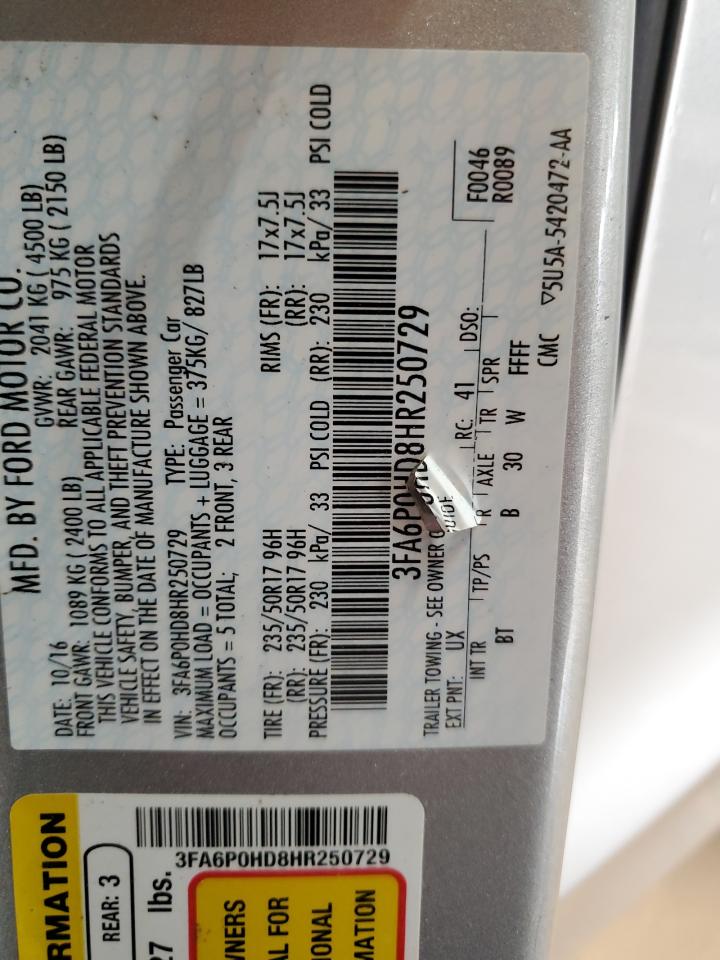 MFD. BY FORD MOTOR CO.
DATE: 10/16 GVWR: 2041 KG ( 4500 LB)
FRONT GAWR: 1089 KG ( 2400 LB) REAR GAWR: 975 KG ( 2150 LB)
THIS VEHICLE CONFORMS TO ALL APPLICABLE FEDERAL MOTOR
VEHICLE SAFETY, BUMPER, AND THEFT PREVENTION STANDARDS
IN EFFECT ON THE DATE OF MANUFACTURE SHOWN ABOVE.
VIN: 3FA6P0HD8HR250729 TYPE: Passenger Car
MAXIMUM LOAD = OCCUPANTS + LUGGAGE = 375KG/ 827LB
OCCUPANTS = 5 TOTAL; 2 FRONT, 3 REAR
TIRE (FR): 235/50R17 96H RIMS (FR): 17x7.5J
(RR): 235/50R17 96H (RR): 17x7.5J
PRESSURE (FR): 230 kPa/ 33 PSI COLD (RR): 230 kPa/ 33 PSI COLD
3FA6P0HD8HR250729
F0046
R0089
TRAILER TOWING - SEE OWNER GUIDE
EXT PNT: UX RC: 41 DSO:
INT TR TP/PS R AXLE TR SPR
BT B 30 W FFFF
CMC ▽5U5A-5420472-AA
RMATION
REAR: 3
27 lbs.
3FA6P0HD8HR250729
WNERS
AL FOR
IONAL
MATION